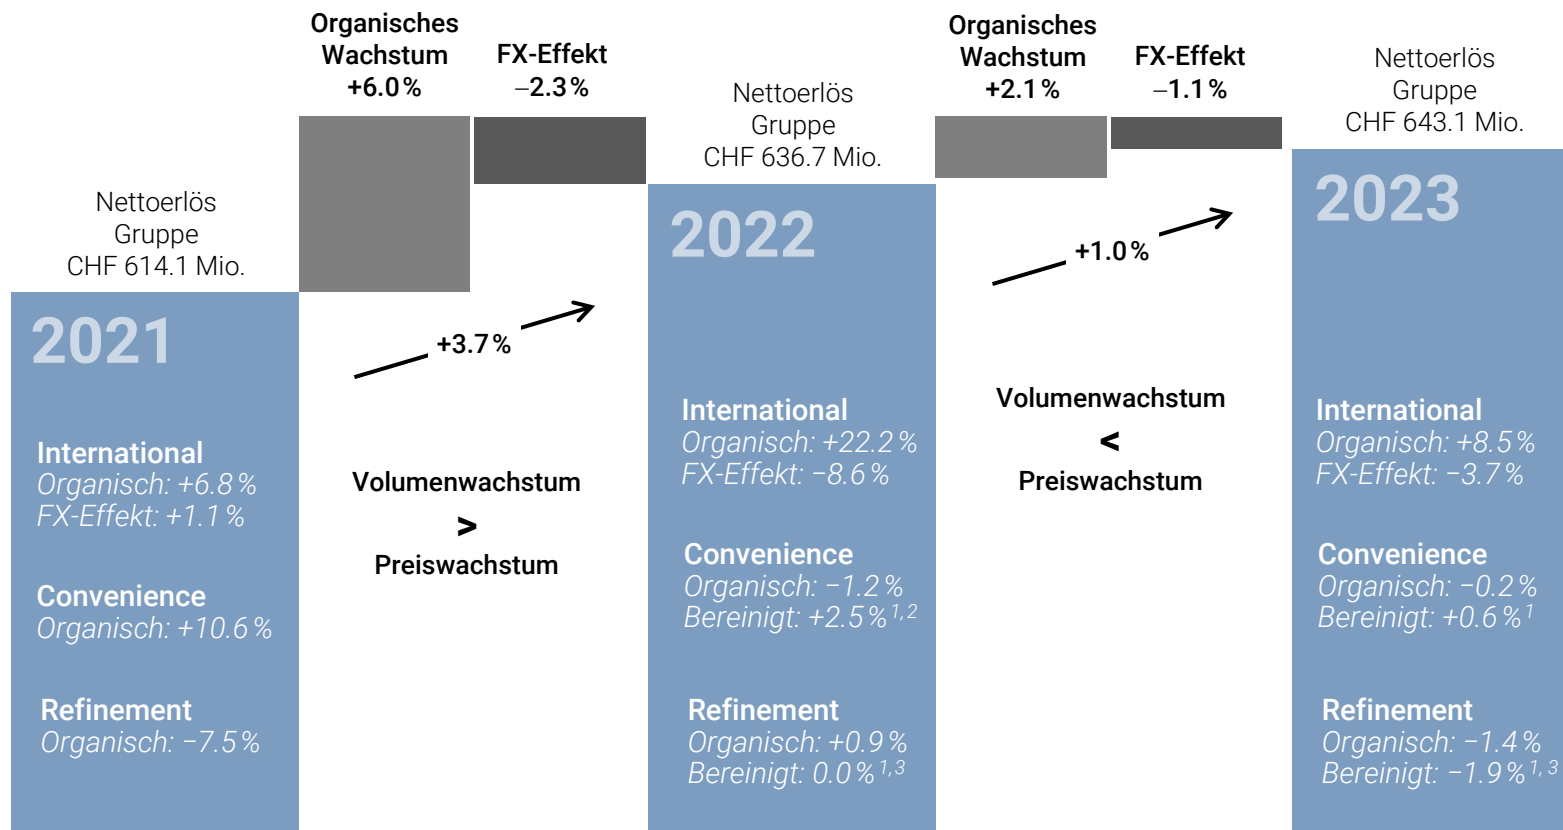 Nettoerlös
Gruppe
CHF 614.1 Mio.
2021
International
Organisch: +6.8 %
FX-Effekt: +1.1 %
Convenience
Organisch: +10.6 %
Refinement
Organisch: −7.5 %
Organisches
Wachstum
+6.0 %
FX-Effekt
−2.3 %
+3.7 %
Volumenwachstum
>
Preiswachstum
Nettoerlös
Gruppe
CHF 636.7 Mio.
2022
International
Organisch: +22.2 %
FX-Effekt: −8.6 %
Convenience
Organisch: −1.2 %
Bereinigt: +2.5 % 1, 2
Refinement
Organisch: +0.9 %
Bereinigt: 0.0 % 1,3
Organisches
Wachstum
+2.1 %
FX-Effekt
−1.1 %
+1.0 %
Volumenwachstum
<
Preiswachstum
Nettoerlös
Gruppe
CHF 643.1 Mio.
2023
International
Organisch: +8.5 %
FX-Effekt: −3.7 %
Convenience
Organisch: −0.2 %
Bereinigt: +0.6 % 1
Refinement
Organisch: −1.4 %
Bereinigt: −1.9 % 1, 3